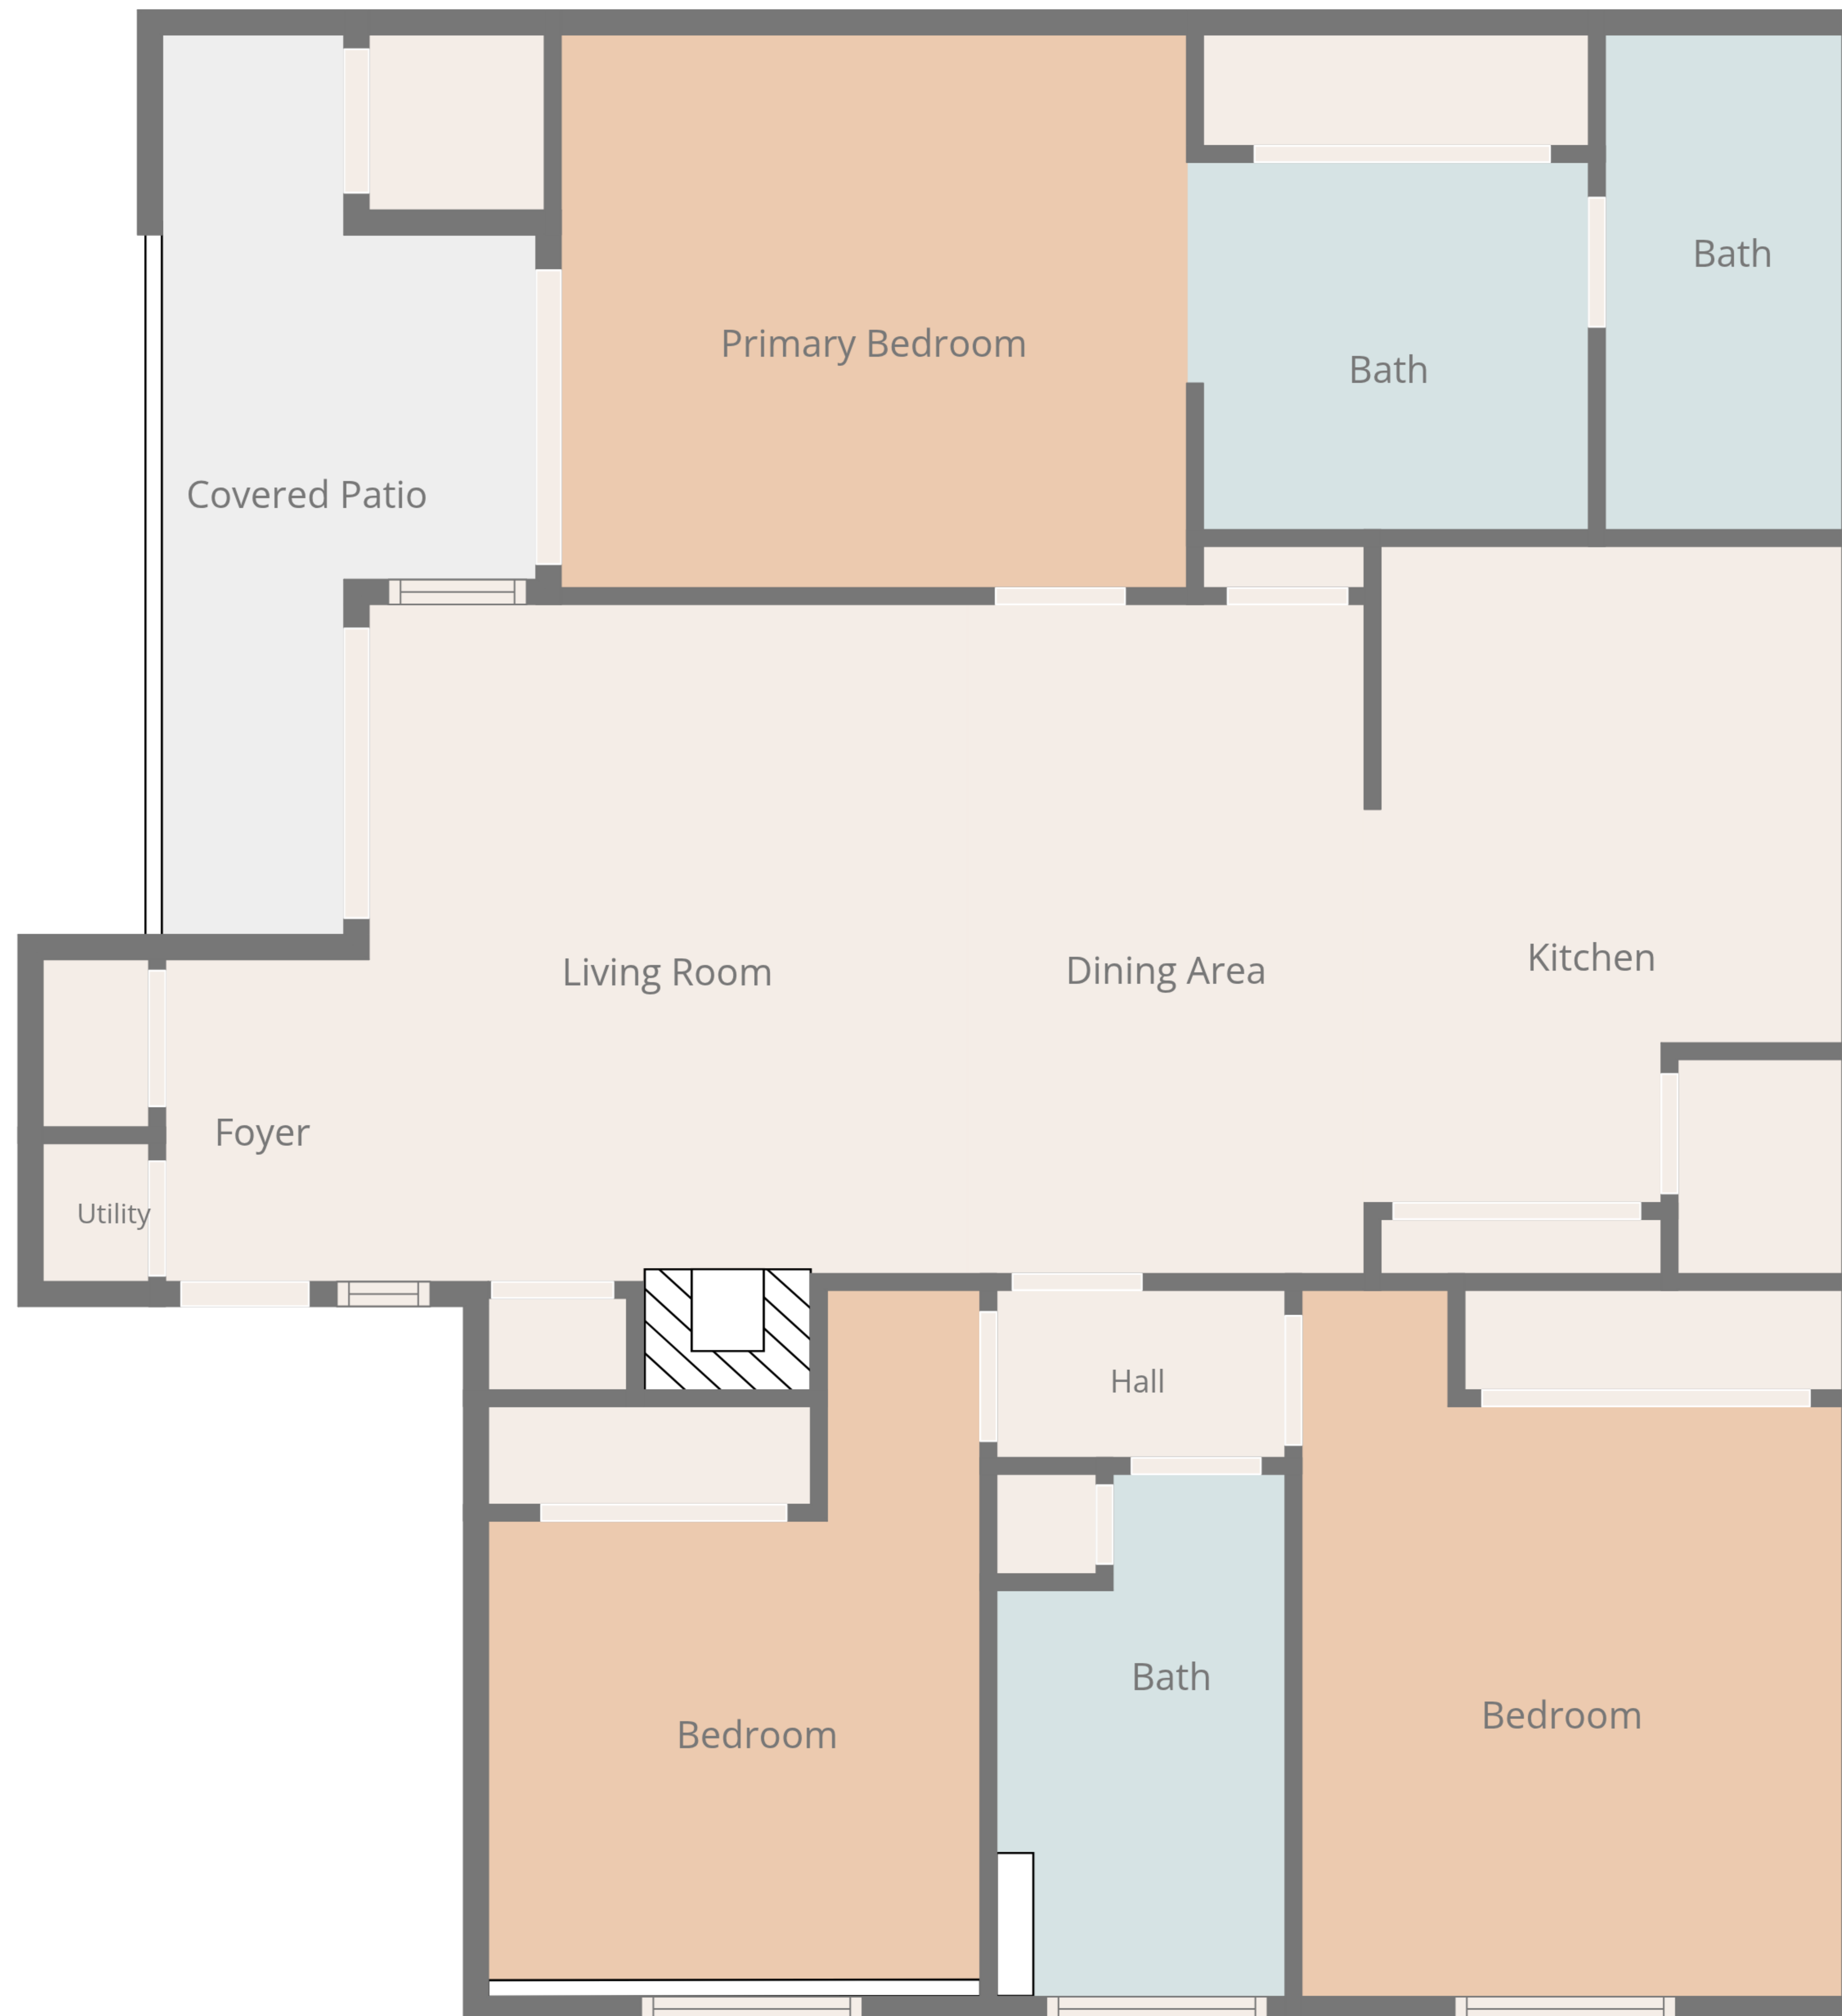 Bath
Primary Bedroom
Bath
Covered Patio
Living Room
Dining Area
Kitchen
Foyer
Utility
Hall
Bath
Bedroom
Bedroom